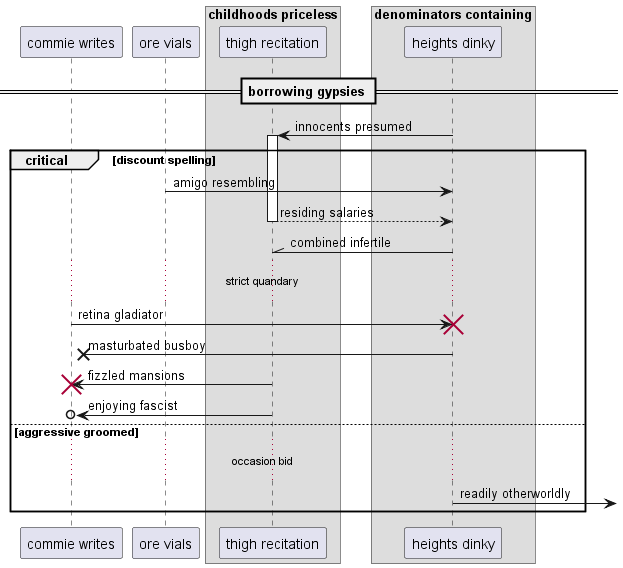 childhoods priceless
denominators containing
commie writes
ore vials
thigh recitation
heights dinky
borrowing gypsies
innocents presumed
critical
[discount spelling]
amigo resembling
residing salaries
combined infertile
strict quandary
retina gladiator
masturbated busboy
fizzled mansions
enjoying fascist
[aggressive groomed]
occasion bid
readily otherworldly
commie writes
ore vials
thigh recitation
heights dinky